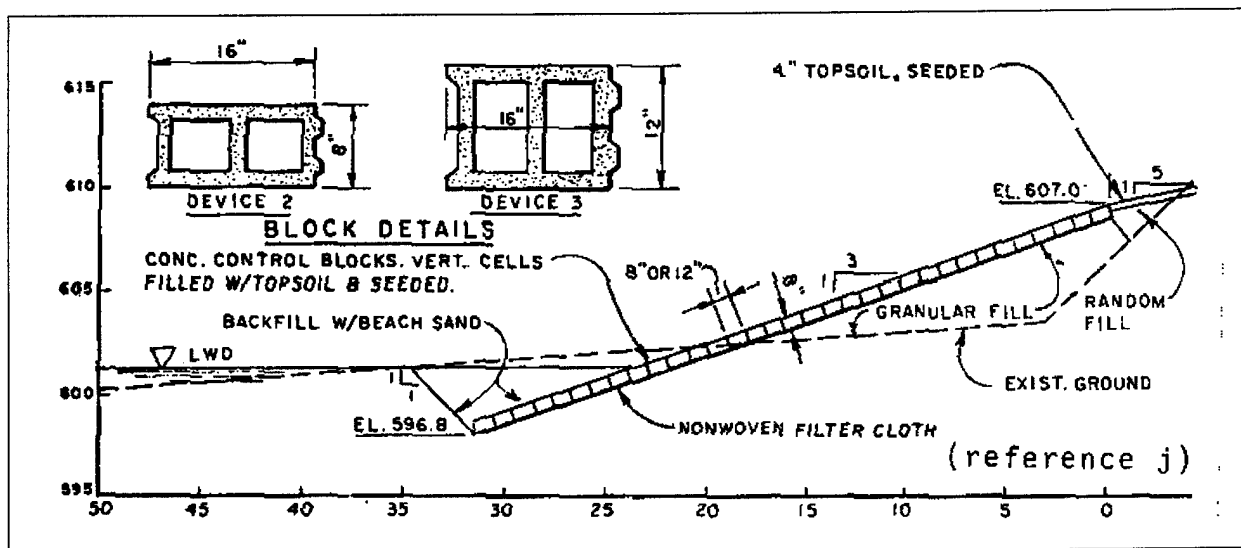 16"
4" TOPSOIL, SEEDED
615
16"
12"
8"
610
DEVICE 2
DEVICE 3
EL. 607.0
1
5
BLOCK DETAILS
CONC. CONTROL BLOCKS. VERT. CELLS
FILLED W/TOPSOIL & SEEDED.
8" OR 12"
8"
1
3
605
BACKFILL W/BEACH SAND
GRANULAR FILL
RANDOM
FILL
LWD
1
1
EXIST. GROUND
600
EL. 596.8
NONWOVEN FILTER CLOTH
(reference j)
595
50 40 30 25 20 15 10 5 0